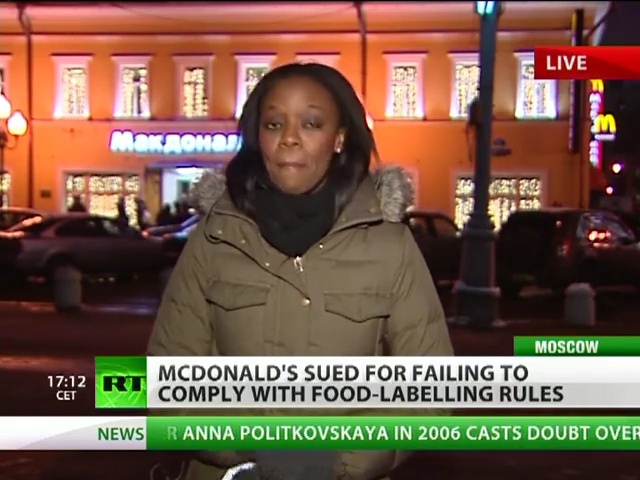 LIVE
Макдонал
MOSCOW
17:12
CET
RT
MCDONALD'S SUED FOR FAILING TO
COMPLY WITH FOOD-LABELLING RULES
NEWS
R ANNA POLITKOVSKAYA IN 2006 CASTS DOUBT OVER